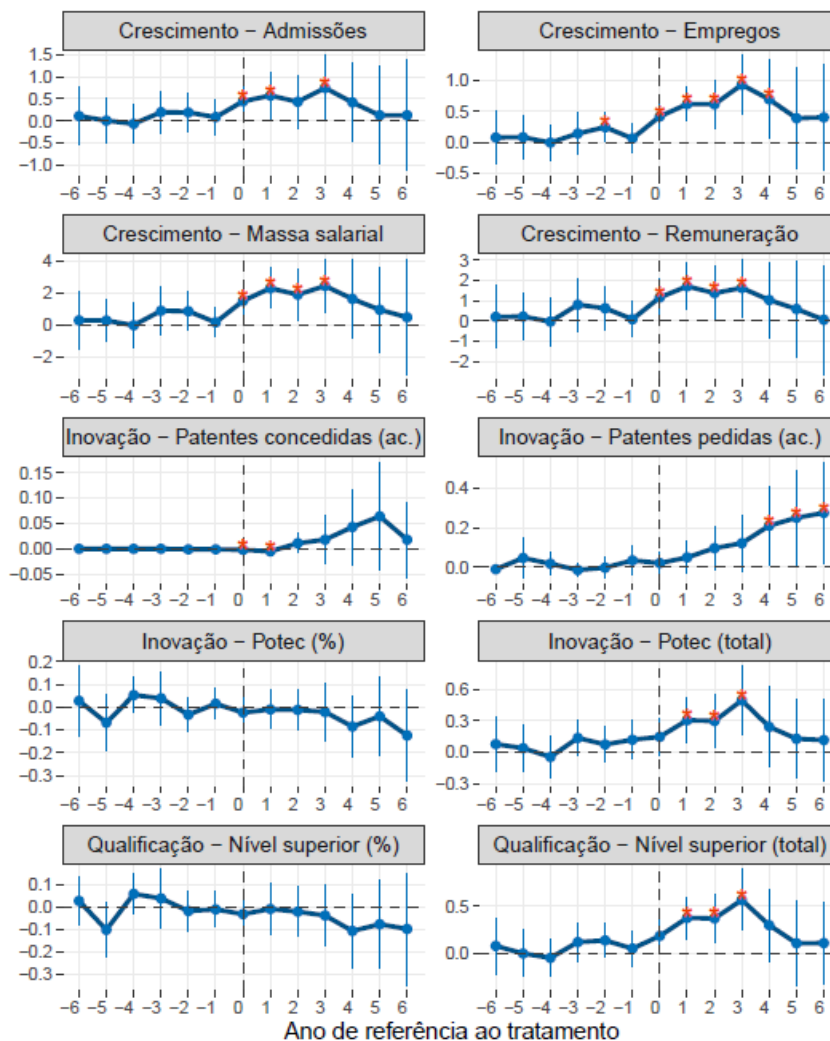 Crescimento − Admissões
1.5
1.0
0.5
0.0
−0.5
−1.0
−6 −5 −4 −3 −2 −1 0 1 2 3 4 5 6
Crescimento − Empregos
1.0
0.5
0.0
−0.5
−6 −5 −4 −3 −2 −1 0 1 2 3 4 5 6
Crescimento − Massa salarial
4
2
0
−2
−6 −5 −4 −3 −2 −1 0 1 2 3 4 5 6
Crescimento − Remuneração
3
2
1
0
−1
−2
−6 −5 −4 −3 −2 −1 0 1 2 3 4 5 6
Inovação − Patentes concedidas (ac.)
0.15
0.10
0.05
0.00
−0.05
−6 −5 −4 −3 −2 −1 0 1 2 3 4 5 6
Inovação − Patentes pedidas (ac.)
0.4
0.2
0.0
−6 −5 −4 −3 −2 −1 0 1 2 3 4 5 6
Inovação − Potec (%)
0.2
0.1
0.0
−0.1
−0.2
−0.3
−6 −5 −4 −3 −2 −1 0 1 2 3 4 5 6
Inovação − Potec (total)
0.6
0.3
0.0
−0.3
−6 −5 −4 −3 −2 −1 0 1 2 3 4 5 6
Qualificação − Nível superior (%)
0.1
0.0
−0.1
−0.2
−0.3
−6 −5 −4 −3 −2 −1 0 1 2 3 4 5 6
Qualificação − Nível superior (total)
0.5
0.0
−6 −5 −4 −3 −2 −1 0 1 2 3 4 5 6
Ano de referência ao tratamento